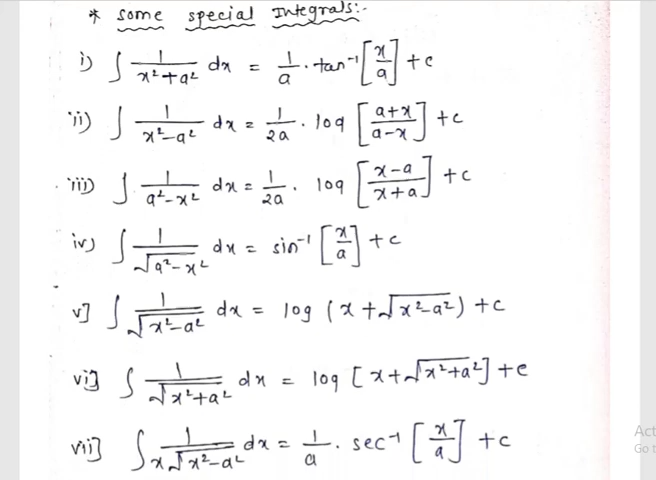 * some special Integrals:-
i) ∫ 1/(x²+a²) dx = 1/a · tan⁻¹ [x/a] + c
ii) ∫ 1/(x²-a²) dx = 1/2a · log [(a+x)/(a-x)] + c
iii) ∫ 1/(a²-x²) dx = 1/2a · log [(x-a)/(x+a)] + c
iv) ∫ 1/√(a²-x²) dx = sin⁻¹ [x/a] + c
v] ∫ 1/√(x²-a²) dx = log (x+√(x²-a²)) + c
vi] ∫ 1/√(x²+a²) dx = log [x+√(x²+a²)] + c
vii] ∫ 1/(x√(x²-a²)) dx = 1/a · sec⁻¹ [x/a] + c
Act
Go t